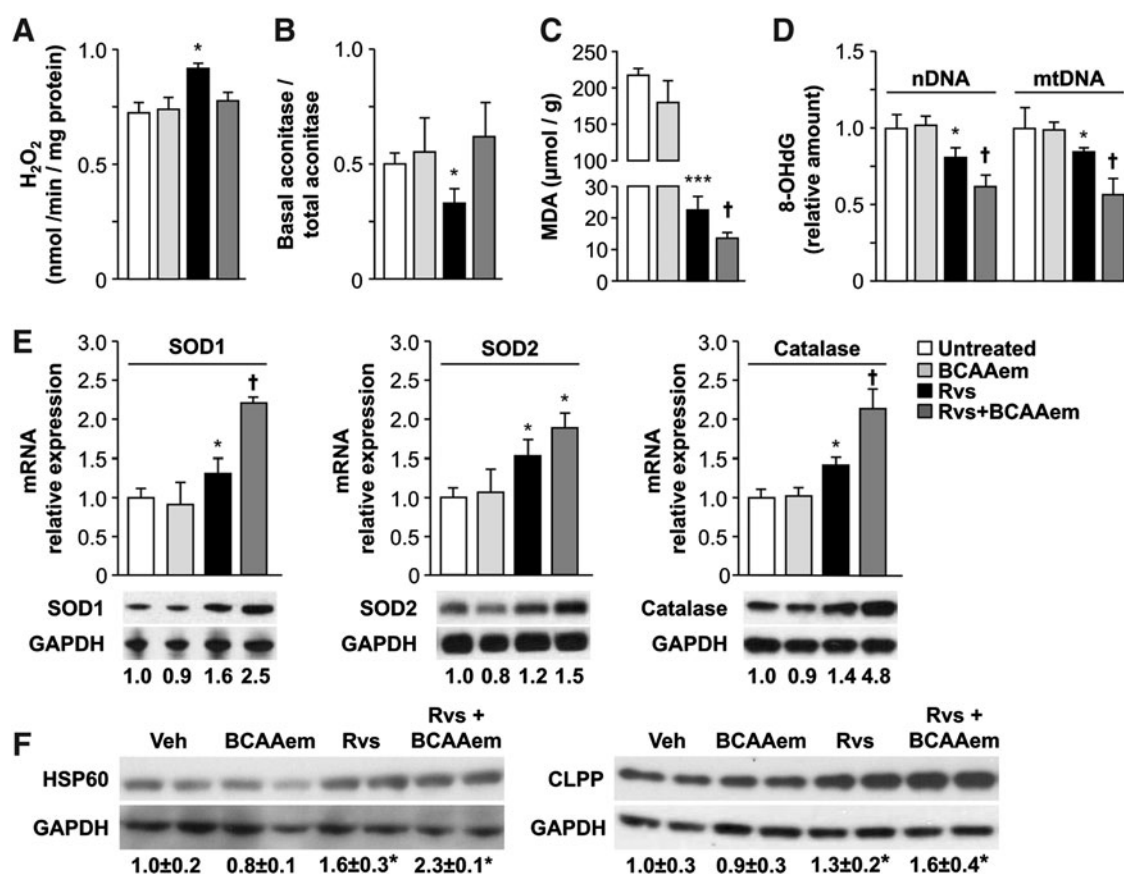 A
H2O2
(nmol /min / mg protein)
1.0
0.5
0
*
B
Basal aconitase /
total aconitase
1.0
0.5
0
*
C
MDA (µmol / g)
250
200
150
100
30
20
10
0
***
†
D
8-OHdG
(relative amount)
1.5
1.0
0.5
0
nDNA
mtDNA
*
†
*
†
E
mRNA
relative expression
3.0
2.5
2.0
1.5
1.0
0.5
0
SOD1
*
†
SOD1
GAPDH
1.0 0.9 1.6 2.5
mRNA
relative expression
3.0
2.5
2.0
1.5
1.0
0.5
0
SOD2
*
*
SOD2
GAPDH
1.0 0.8 1.2 1.5
mRNA
relative expression
3.0
2.5
2.0
1.5
1.0
0.5
0
Catalase
*
†
Catalase
GAPDH
1.0 0.9 1.4 4.8
Untreated
BCAAem
Rvs
Rvs+BCAAem
F
Veh BCAAem Rvs Rvs +
BCAAem
HSP60
GAPDH
1.0±0.2 0.8±0.1 1.6±0.3* 2.3±0.1*
Veh BCAAem Rvs Rvs +
BCAAem
CLPP
GAPDH
1.0±0.3 0.9±0.3 1.3±0.2* 1.6±0.4*